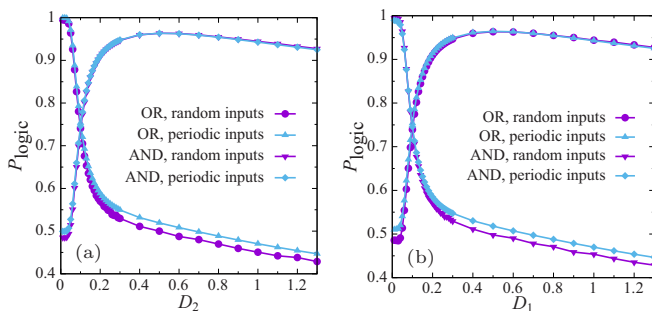 1
0.9
0.8
0.7
0.6
0.5
0.4
P_logic
OR, random inputs
OR, periodic inputs
AND, random inputs
AND, periodic inputs
(a)
0 0.2 0.4 0.6 0.8 1 1.2
D_2
1
0.9
0.8
0.7
0.6
0.5
0.4
P_logic
OR, random inputs
OR, periodic inputs
AND, random inputs
AND, periodic inputs
(b)
0 0.2 0.4 0.6 0.8 1 1.2
D_1